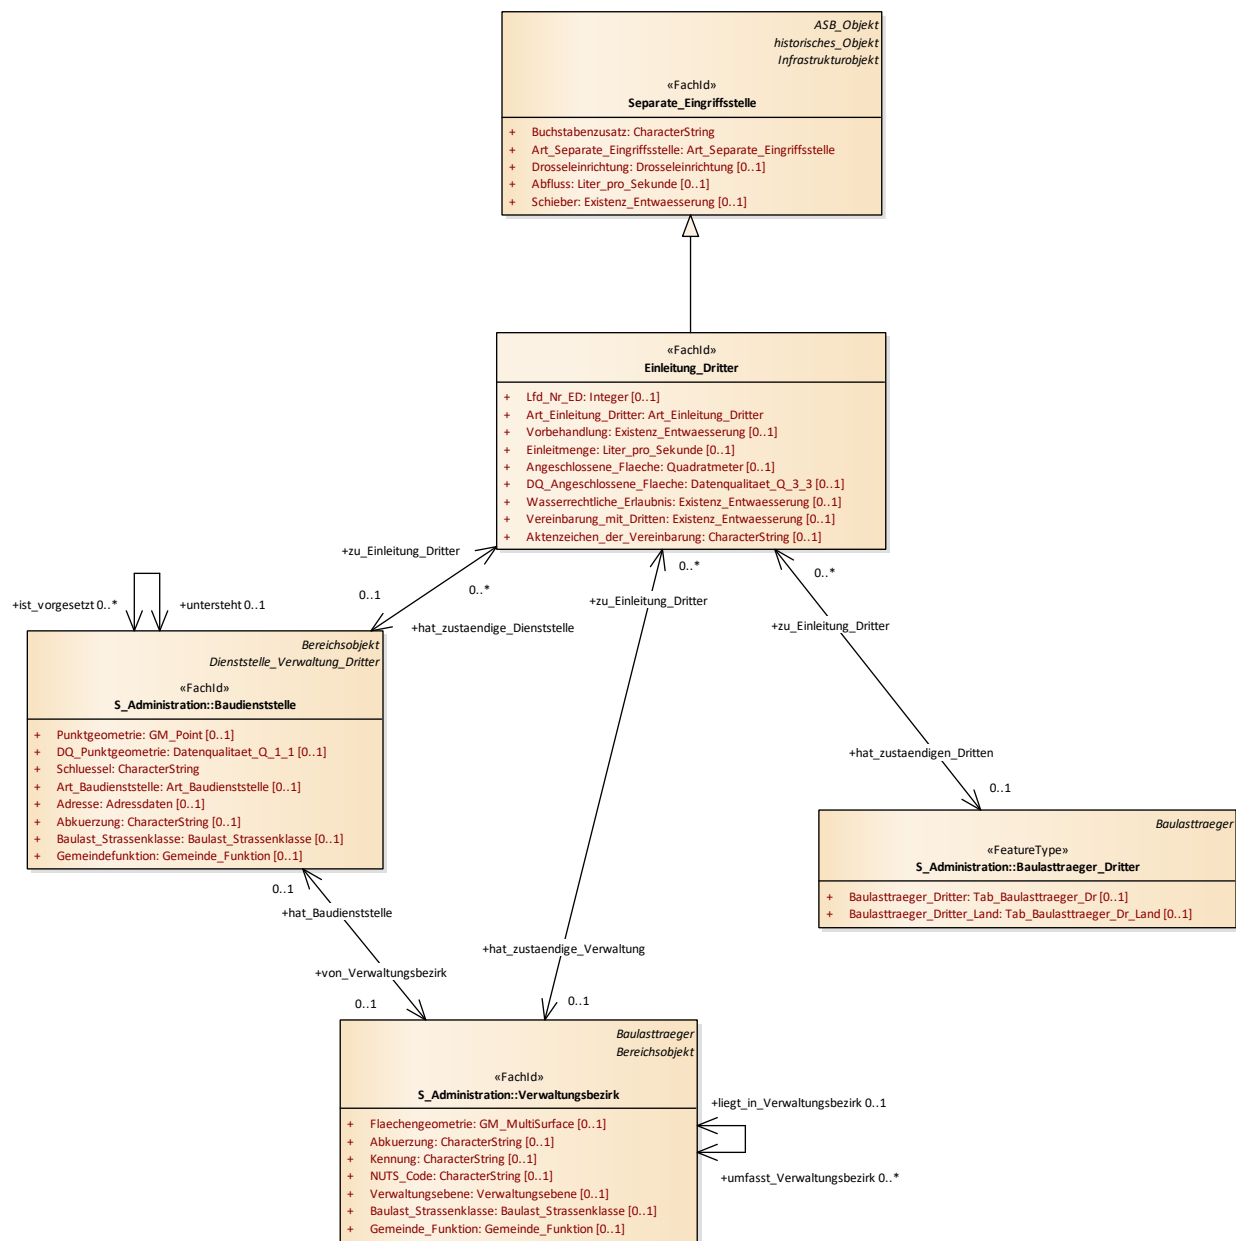 ASB_Objekt
historisches_Objekt
Infrastrukturobjekt
«FachId»
Separate_Eingriffsstelle
+ Buchstabenzusatz: CharacterString
+ Art_Separate_Eingriffsstelle: Art_Separate_Eingriffsstelle
+ Drosseleinrichtung: Drosseleinrichtung [0..1]
+ Abfluss: Liter_pro_Sekunde [0..1]
+ Schieber: Existenz_Entwaesserung [0..1]
«FachId»
Einleitung_Dritter
+ Lfd_Nr_ED: Integer [0..1]
+ Art_Einleitung_Dritter: Art_Einleitung_Dritter
+ Vorbehandlung: Existenz_Entwaesserung [0..1]
+ Einleitmenge: Liter_pro_Sekunde [0..1]
+ Angeschlossene_Flaeche: Quadratmeter [0..1]
+ DQ_Angeschlossene_Flaeche: Datenqualitaet_Q_3_3 [0..1]
+ Wasserrechtliche_Erlaubnis: Existenz_Entwaesserung [0..1]
+ Vereinbarung_mit_Dritten: Existenz_Entwaesserung [0..1]
+ Aktenzeichen_der_Vereinbarung: CharacterString [0..1]
+zu_Einleitung_Dritter
0..*
0..1
+hat_zustaendige_Dienststelle
0..*
+zu_Einleitung_Dritter
0..*
+zu_Einleitung_Dritter
+ist_vorgesetzt 0..*
+untersteht 0..1
Bereichsobjekt
Dienststelle_Verwaltung_Dritter
«FachId»
S_Administration::Baudienststelle
+ Punktgeometrie: GM_Point [0..1]
+ DQ_Punktgeometrie: Datenqualitaet_Q_1_1 [0..1]
+ Schluessel: CharacterString
+ Art_Baudienststelle: Art_Baudienststelle [0..1]
+ Adresse: Adressdaten [0..1]
+ Abkuerzung: CharacterString [0..1]
+ Baulast_Strassenklasse: Baulast_Strassenklasse [0..1]
+ Gemeindefunktion: Gemeinde_Funktion [0..1]
+hat_zustaendigen_Dritten
0..1
Baulasttraeger
«FeatureType»
S_Administration::Baulasttraeger_Dritter
+ Baulasttraeger_Dritter: Tab_Baulasttraeger_Dr [0..1]
+ Baulasttraeger_Dritter_Land: Tab_Baulasttraeger_Dr_Land [0..1]
0..1
+hat_Baudienststelle
+von_Verwaltungsbezirk
0..1
+hat_zustaendige_Verwaltung
0..1
Baulasttraeger
Bereichsobjekt
«FachId»
S_Administration::Verwaltungsbezirk
+ Flaechengeometrie: GM_MultiSurface [0..1]
+ Abkuerzung: CharacterString [0..1]
+ Kennung: CharacterString [0..1]
+ NUTS_Code: CharacterString [0..1]
+ Verwaltungsebene: Verwaltungsebene [0..1]
+ Baulast_Strassenklasse: Baulast_Strassenklasse [0..1]
+ Gemeinde_Funktion: Gemeinde_Funktion [0..1]
+liegt_in_Verwaltungsbezirk 0..1
+umfasst_Verwaltungsbezirk 0..*